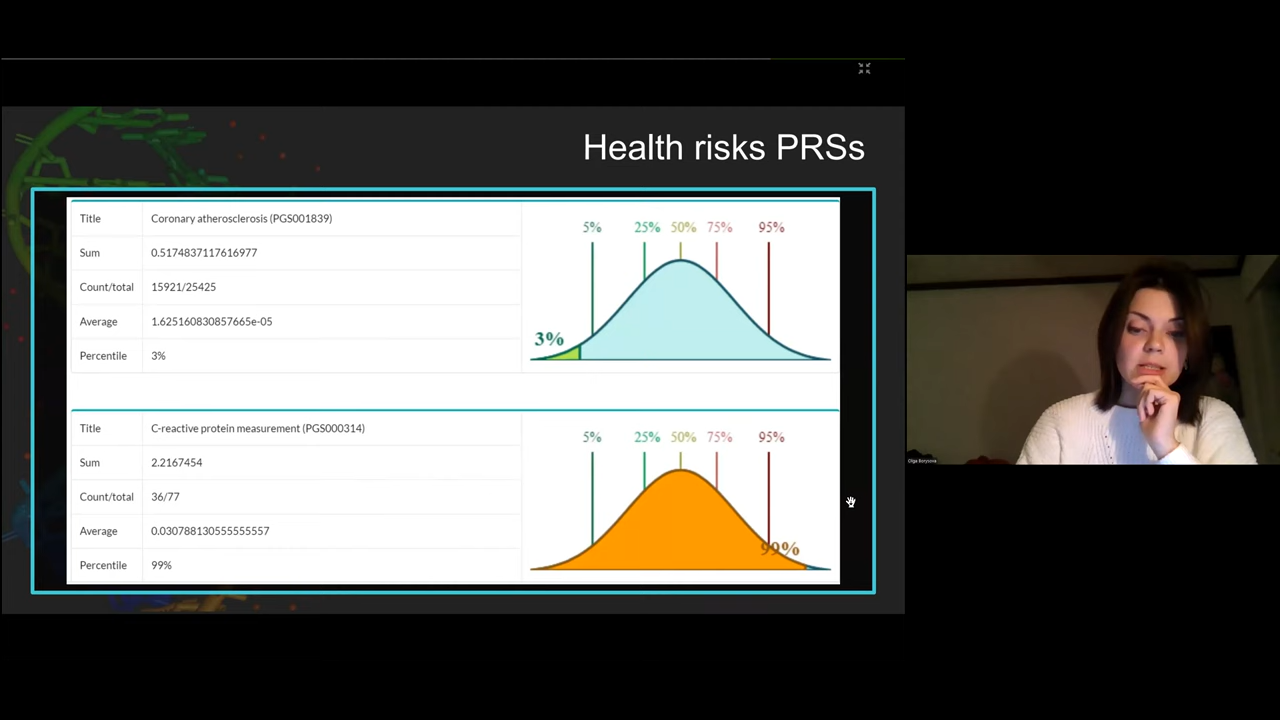 Health risks PRSs
Title Coronary atherosclerosis (PGS001839)
Sum 0.5174837117616977
Count/total 15921/25425
Average 1.625160830857665e-05
Percentile 3%
5% 25% 50% 75% 95%
3%
Title C-reactive protein measurement (PGS000314)
Sum 2.2167454
Count/total 36/77
Average 0.030788130555555557
Percentile 99%
5% 25% 50% 75% 95%
99%
Olga Borysova